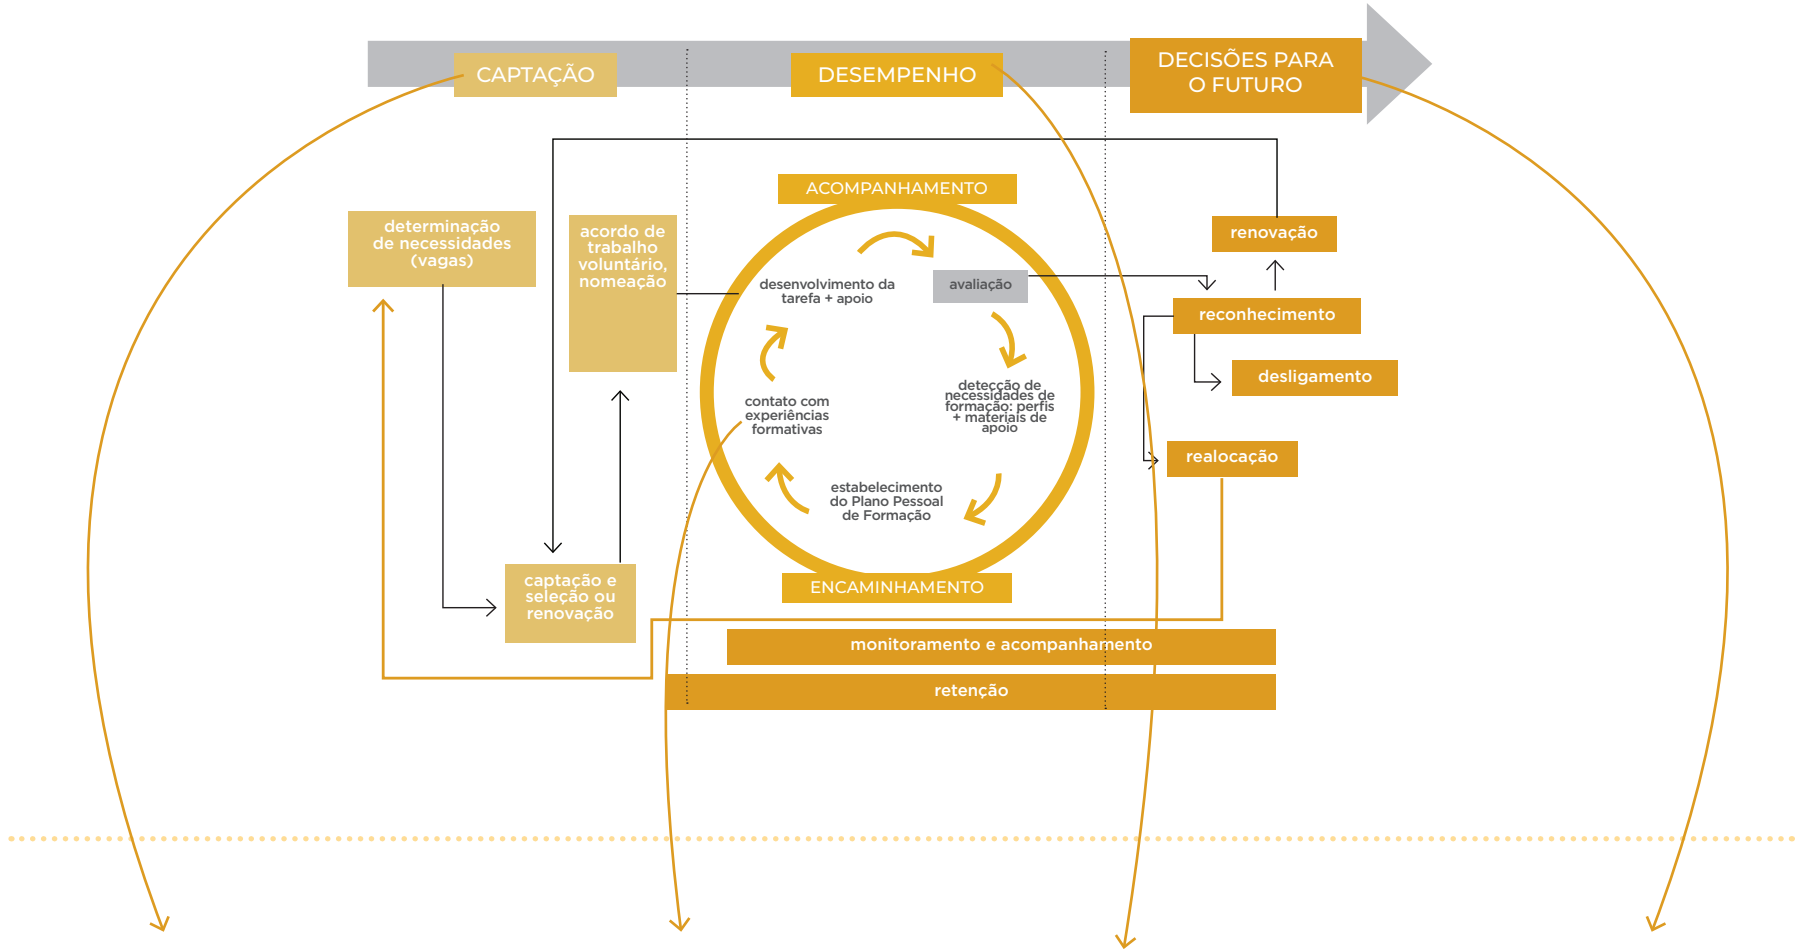 CAPTAÇÃO
DESEMPENHO
DECISÕES PARA
O FUTURO
ACOMPANHAMENTO
determinação
de necessidades
(vagas)
acordo de
trabalho
voluntário,
nomeação
desenvolvimento da
tarefa + apoio
avaliação
renovação
reconhecimento
desligamento
contato com
experiências
formativas
detecção de
necessidades de
formação: perfis
+ materiais de
apoio
realocação
estabelecimento
do Plano Pessoal
de Formação
captação e
seleção ou
renovação
ENCAMINHAMENTO
monitoramento e acompanhamento
retenção